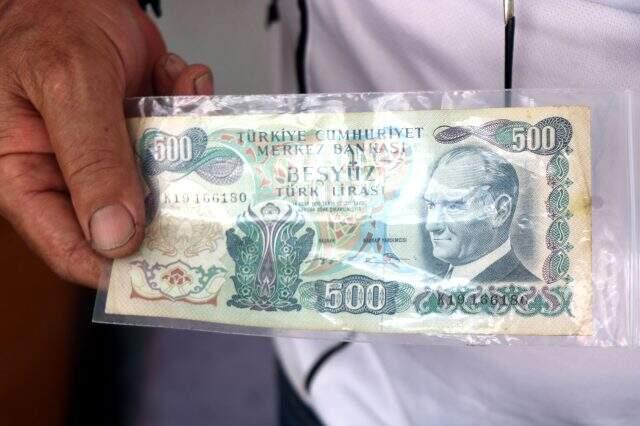 500
TÜRKİYE CUMHURİYET
MERKEZ BANKASI
BEŞYÜZ
TÜRK LİRASI
500
K19 166180
500
K19 166180